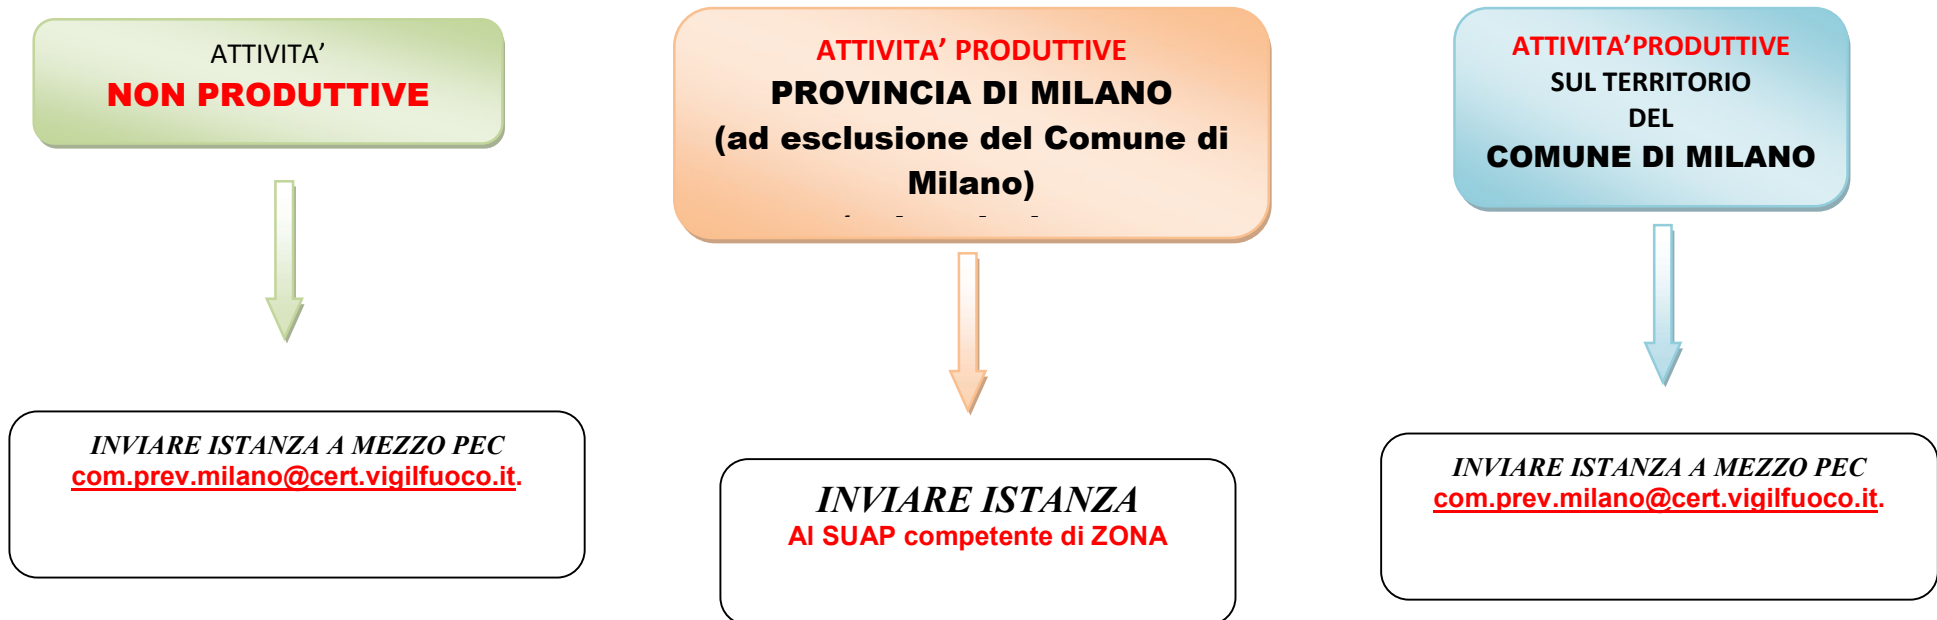 ATTIVITA’
NON PRODUTTIVE
ATTIVITA’ PRODUTTIVE
PROVINCIA DI MILANO
(ad esclusione del Comune di
Milano)
ATTIVITA’PRODUTTIVE
SUL TERRITORIO
DEL
COMUNE DI MILANO
INVIARE ISTANZA A MEZZO PEC
com.prev.milano@cert.vigilfuoco.it.
INVIARE ISTANZA
Al SUAP competente di ZONA
INVIARE ISTANZA A MEZZO PEC
com.prev.milano@cert.vigilfuoco.it.